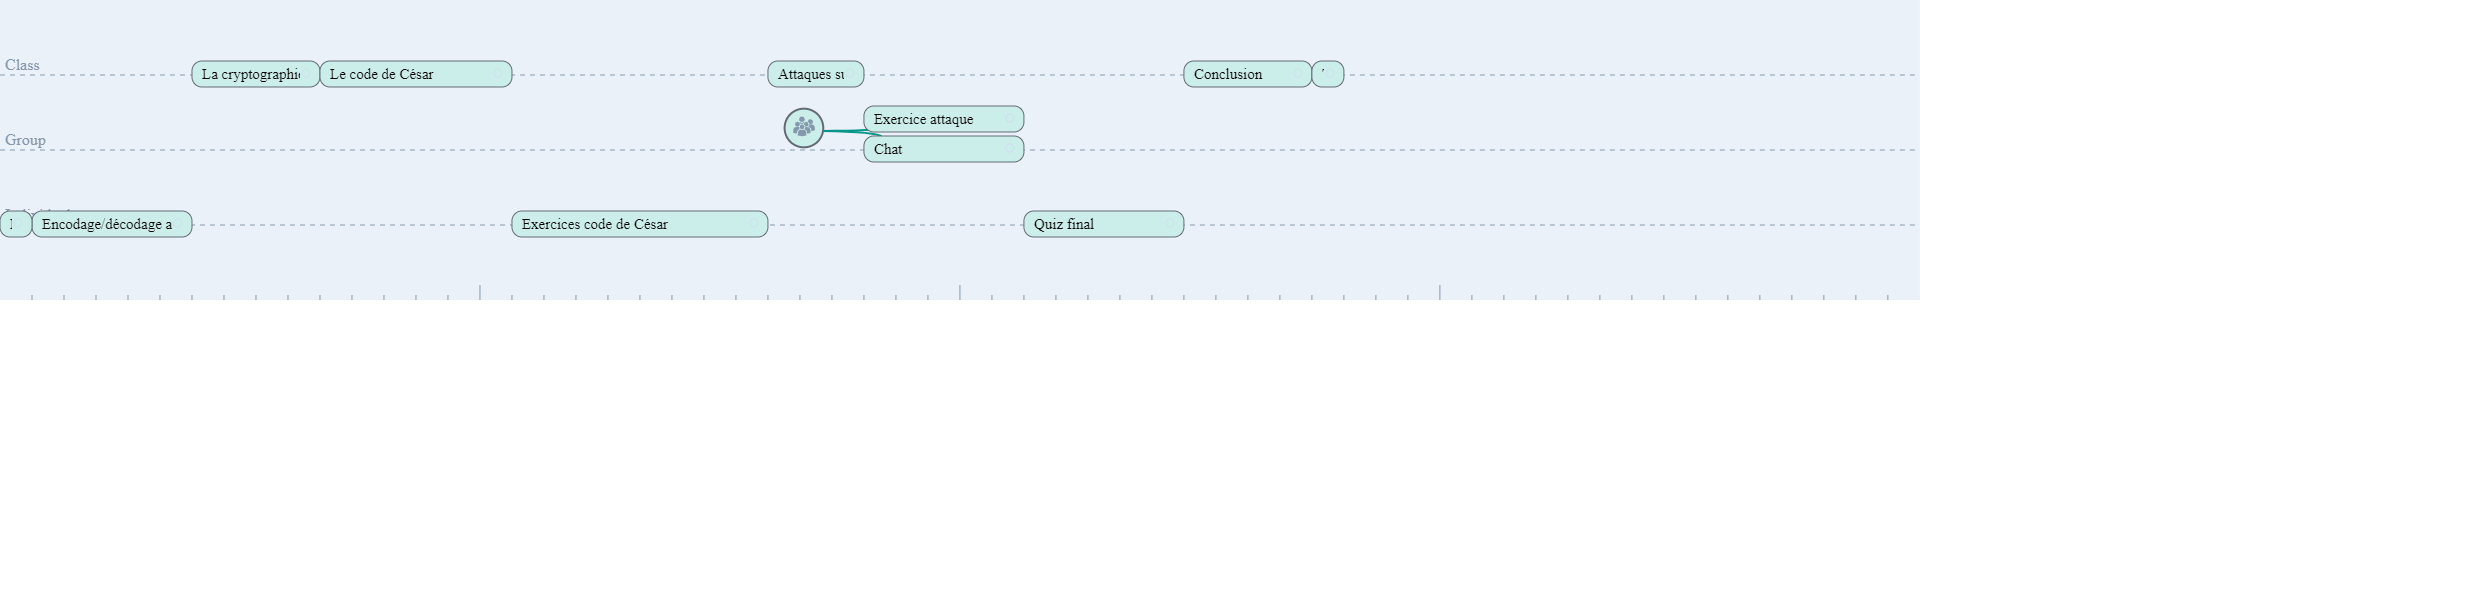 Class
La cryptographi
Le code de César
Attaques su
Conclusion
Exercice attaque
Group
Chat
Encodage/décodage a
Exercices code de César
Quiz final